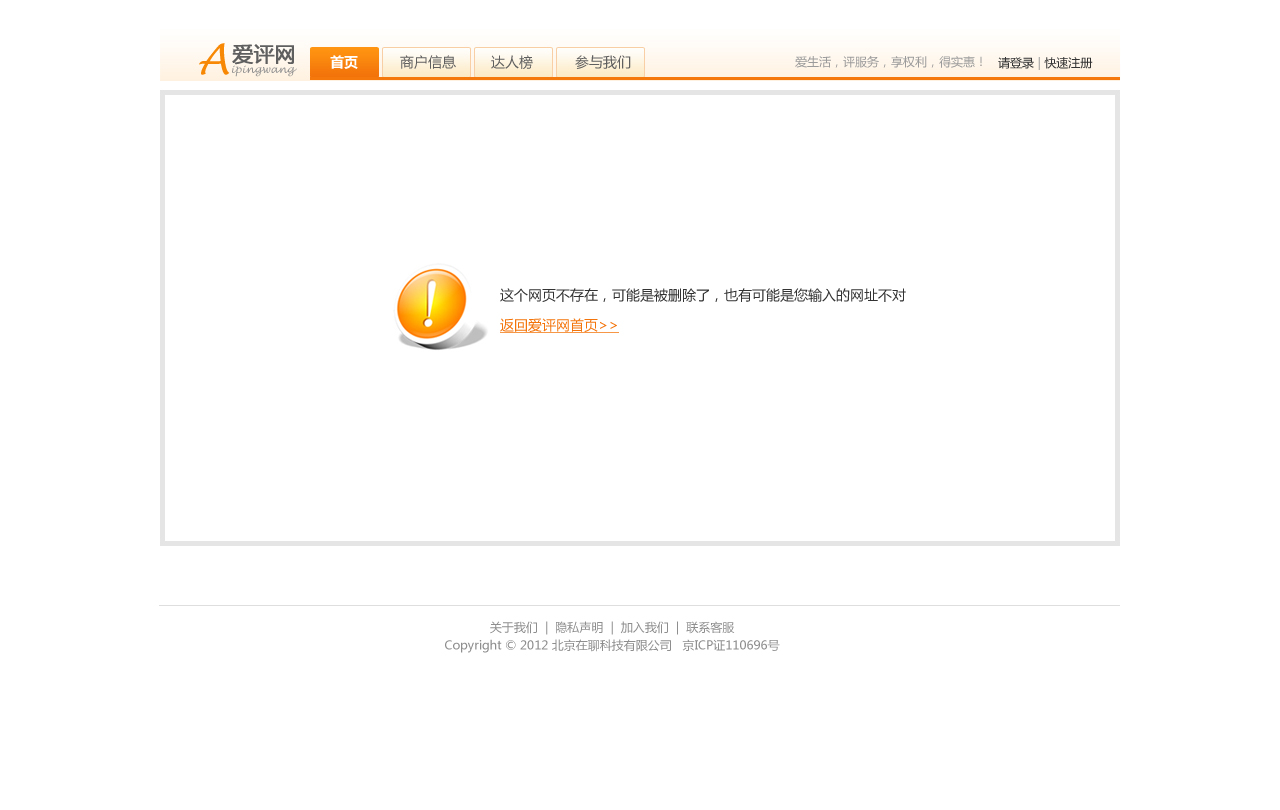 A爱评网
ipingwang
首页 商户信息 达人榜 参与我们
爱生活，评服务，享权利，得实惠！ 请登录 | 快速注册
这个网页不存在，可能是被删除了，也有可能是您输入的网址不对
返回爱评网首页>>
关于我们 | 隐私声明 | 加入我们 | 联系客服
Copyright © 2012 北京在聊科技有限公司 京ICP证110696号